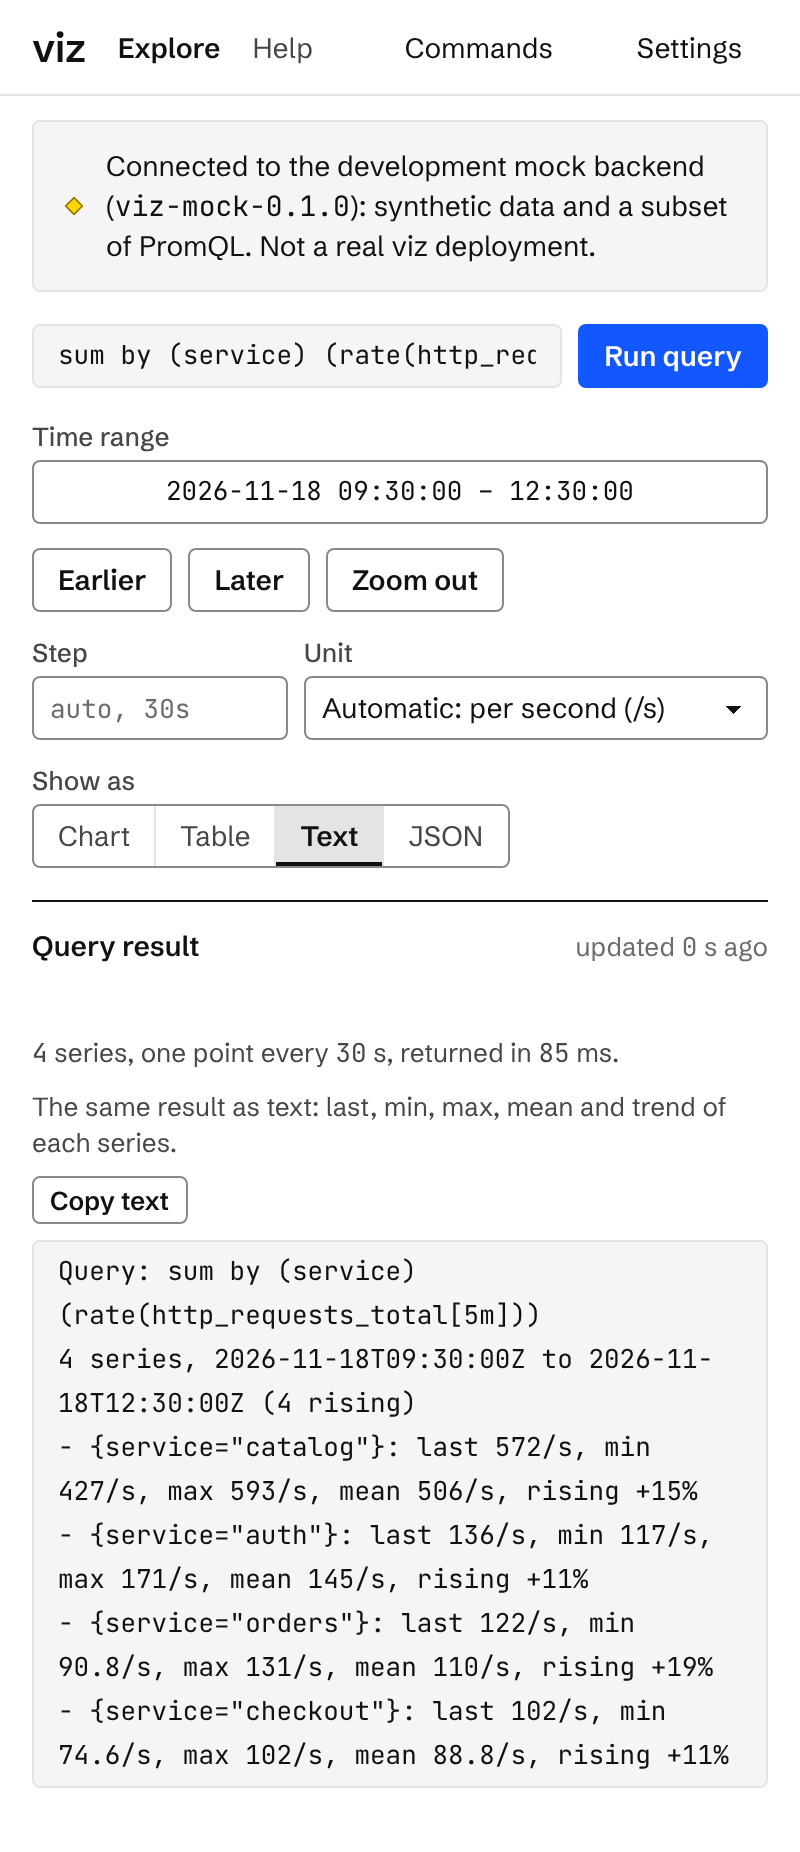 viz Explore Help Commands Settings
Connected to the development mock backend
(viz-mock-0.1.0): synthetic data and a subset
of PromQL. Not a real viz deployment.
sum by (service) (rate(http_req Run query
Time range
2026-11-18 09:30:00 – 12:30:00
Earlier Later Zoom out
Step Unit
auto, 30s Automatic: per second (/s)
Show as
Chart Table Text JSON
Query result updated 0 s ago
4 series, one point every 30 s, returned in 85 ms.
The same result as text: last, min, max, mean and trend of
each series.
Copy text
Query: sum by (service)
(rate(http_requests_total[5m]))
4 series, 2026-11-18T09:30:00Z to 2026-11-
18T12:30:00Z (4 rising)
- {service="catalog"}: last 572/s, min
427/s, max 593/s, mean 506/s, rising +15%
- {service="auth"}: last 136/s, min 117/s,
max 171/s, mean 145/s, rising +11%
- {service="orders"}: last 122/s, min
90.8/s, max 131/s, mean 110/s, rising +19%
- {service="checkout"}: last 102/s, min
74.6/s, max 102/s, mean 88.8/s, rising +11%